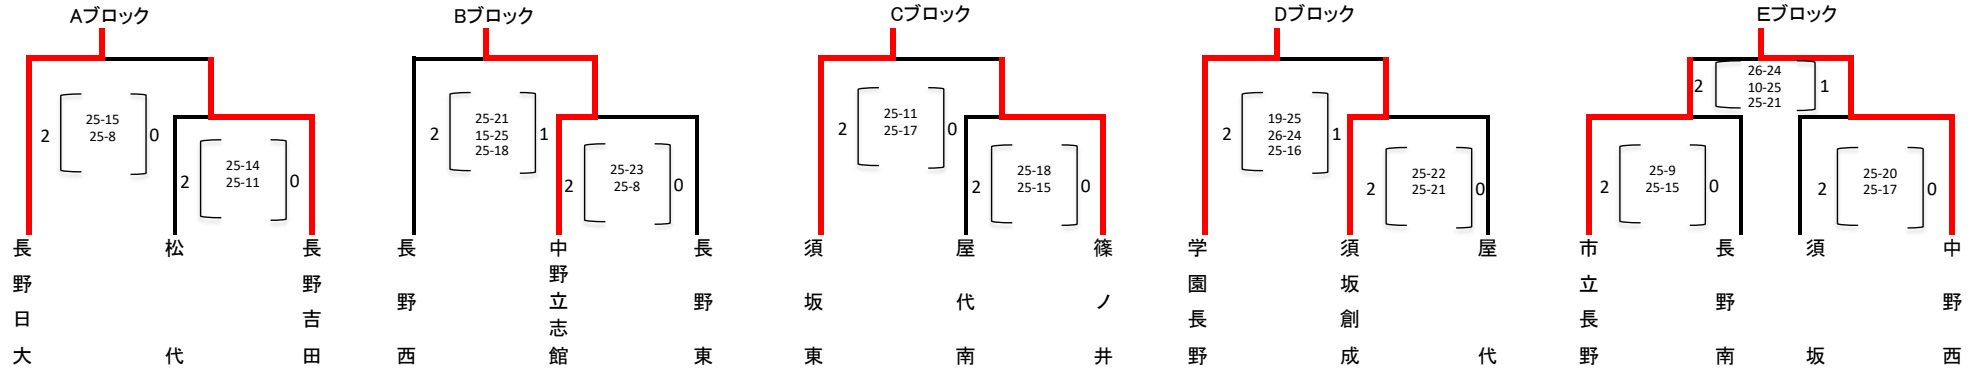 Aブロック
2
25-15
25-8
0
2
25-14
25-11
0
長野日大
松代
長野吉田
Bブロック
2
25-21
15-25
25-18
1
2
25-23
25-8
0
長野西
中野立志館
長野東
Cブロック
2
25-11
25-17
0
2
25-18
25-15
0
須坂東
屋代南
篠ノ井
Dブロック
2
19-25
26-24
25-16
1
2
25-22
25-21
0
学園長野
須坂創成
屋代
Eブロック
2
26-24
10-25
25-21
1
2
25-9
25-15
0
2
25-20
25-17
0
市立長野
長野南
須坂
中野西